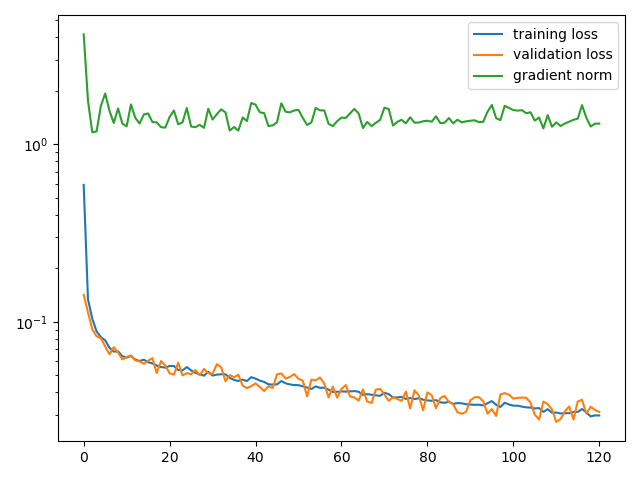 training loss
validation loss
gradient norm
10⁰
10⁻¹
0 20 40 60 80 100 120